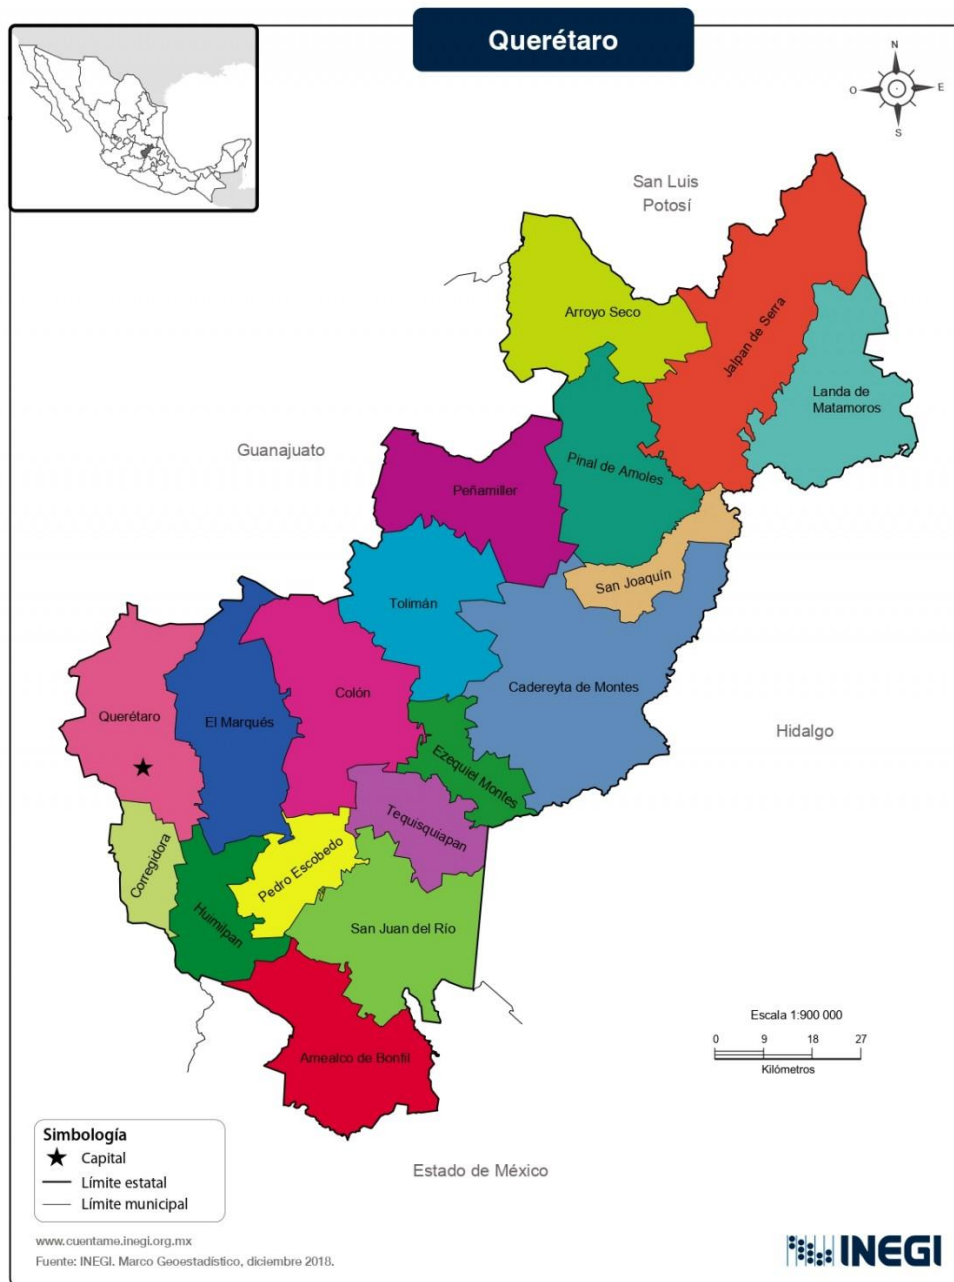 Querétaro
N
O
E
S
San Luis
Potosí
Arroyo Seco
Jalpan de Serra
Landa de
Matamoros
Guanajuato
Pinal de Amoles
Peñamiller
San Joaquín
Tolimán
Cadereyta de Montes
Colón
Querétaro
El Marqués
Hidalgo
Ezequiel Montes
Tequisquiapan
Corregidora
Pedro Escobedo
Huimilpan
San Juan del Río
Amealco de Bonfil
Escala 1:900 000
0 9 18 27
Kilómetros
Simbología
Capital
Límite estatal
Límite municipal
Estado de México
www.cuentame.inegi.org.mx
Fuente: INEGI. Marco Geoestadístico, diciembre 2018.
INEGI